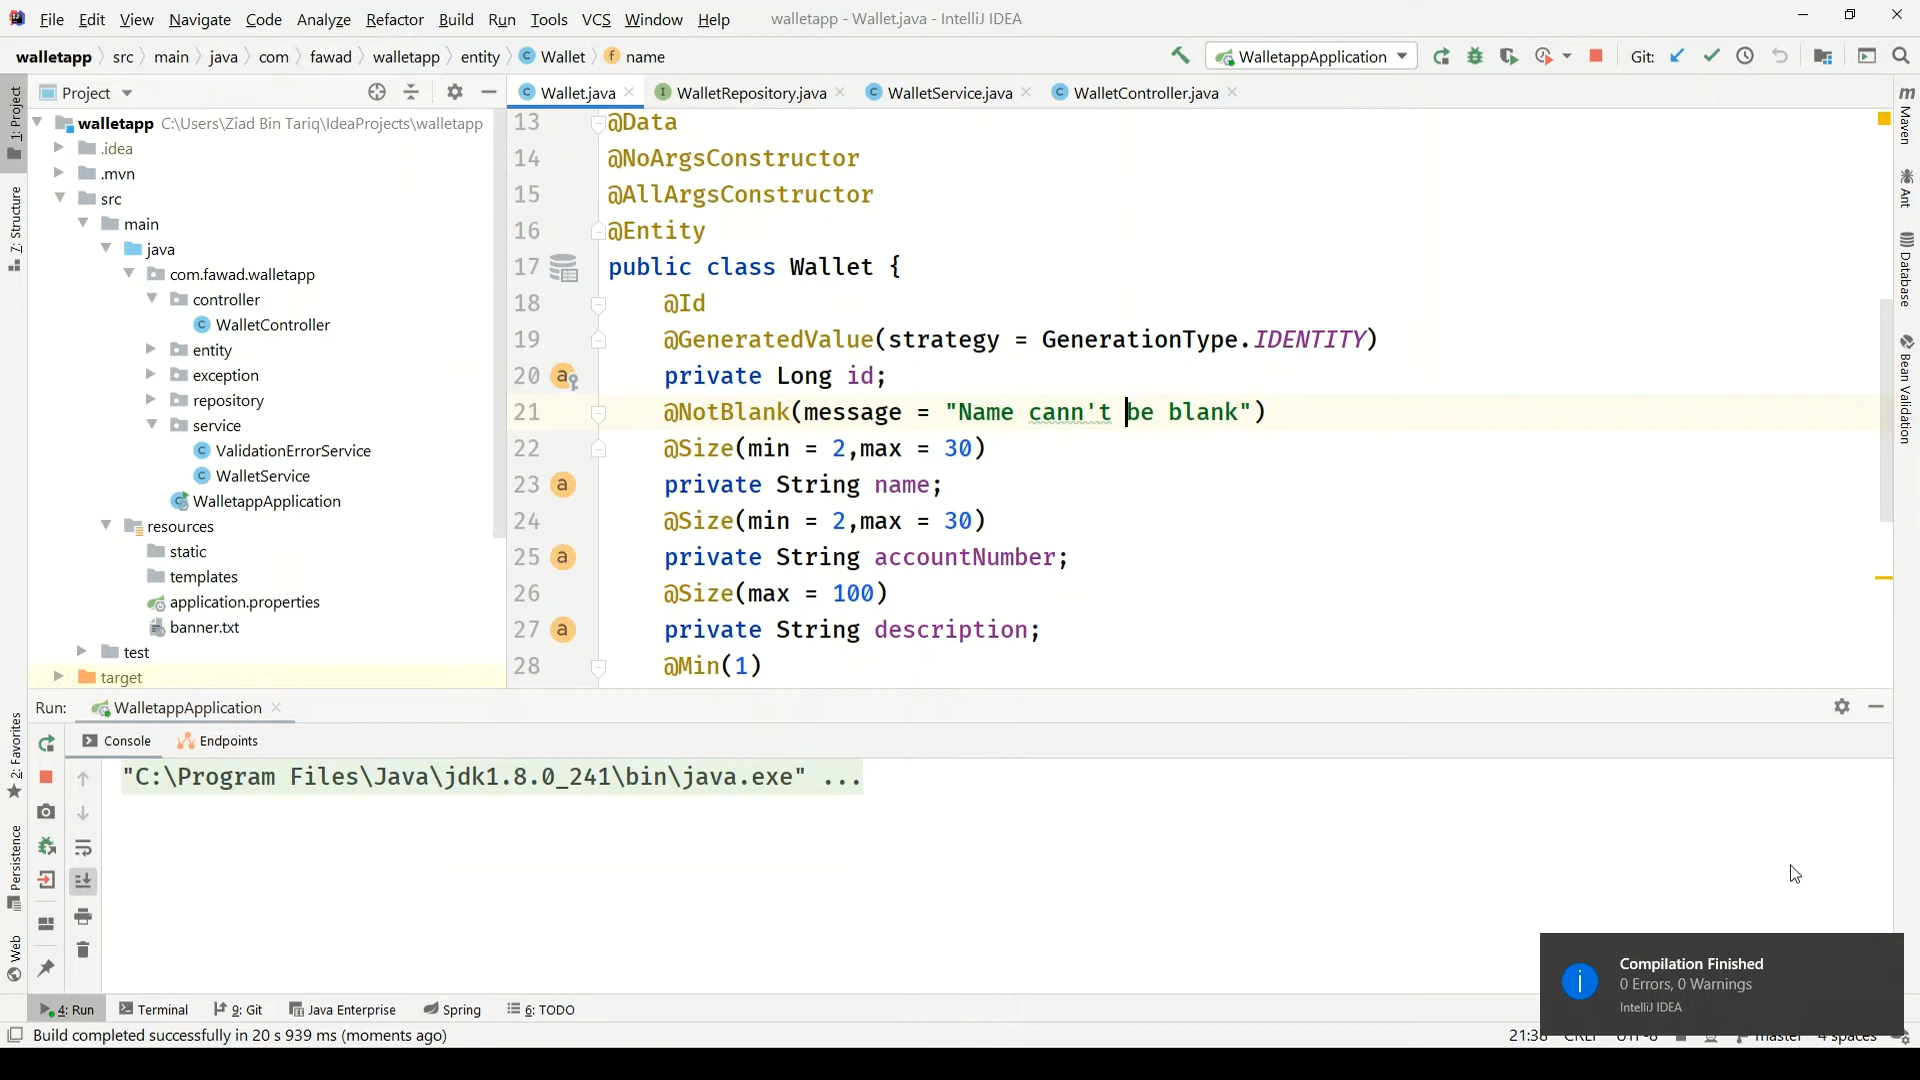 File Edit View Navigate Code Analyze Refactor Build Run Tools VCS Window Help walletapp - Wallet.java - IntelliJ IDEA
walletapp src main java com fawad walletapp entity Wallet name WalletappApplication Git:
Project
Wallet.java WalletRepository.java WalletService.java WalletController.java
walletapp C:\Users\Ziad Bin Tariq\IdeaProjects\walletapp
.idea
.mvn
src
main
java
com.fawad.walletapp
controller
WalletController
entity
exception
repository
service
ValidationErrorService
WalletService
WalletappApplication
resources
static
templates
application.properties
banner.txt
test
target
13 @Data
14 @NoArgsConstructor
15 @AllArgsConstructor
16 @Entity
17 public class Wallet {
18 @Id
19 @GeneratedValue(strategy = GenerationType.IDENTITY)
20 private Long id;
21 @NotBlank(message = "Name cann't be blank")
22 @Size(min = 2,max = 30)
23 private String name;
24 @Size(min = 2,max = 30)
25 private String accountNumber;
26 @Size(max = 100)
27 private String description;
28 @Min(1)
1: Project
7: Structure
2: Favorites
Persistence
Web
Maven
Ant
Database
Bean Validation
Run: WalletappApplication
Console Endpoints
"C:\Program Files\Java\jdk1.8.0_241\bin\java.exe" ...
Compilation Finished
0 Errors, 0 Warnings
IntelliJ IDEA
4: Run Terminal 9: Git Java Enterprise Spring 6: TODO
Build completed successfully in 20 s 939 ms (moments ago) 21:38 CRLF UTF-8 master 4 spaces